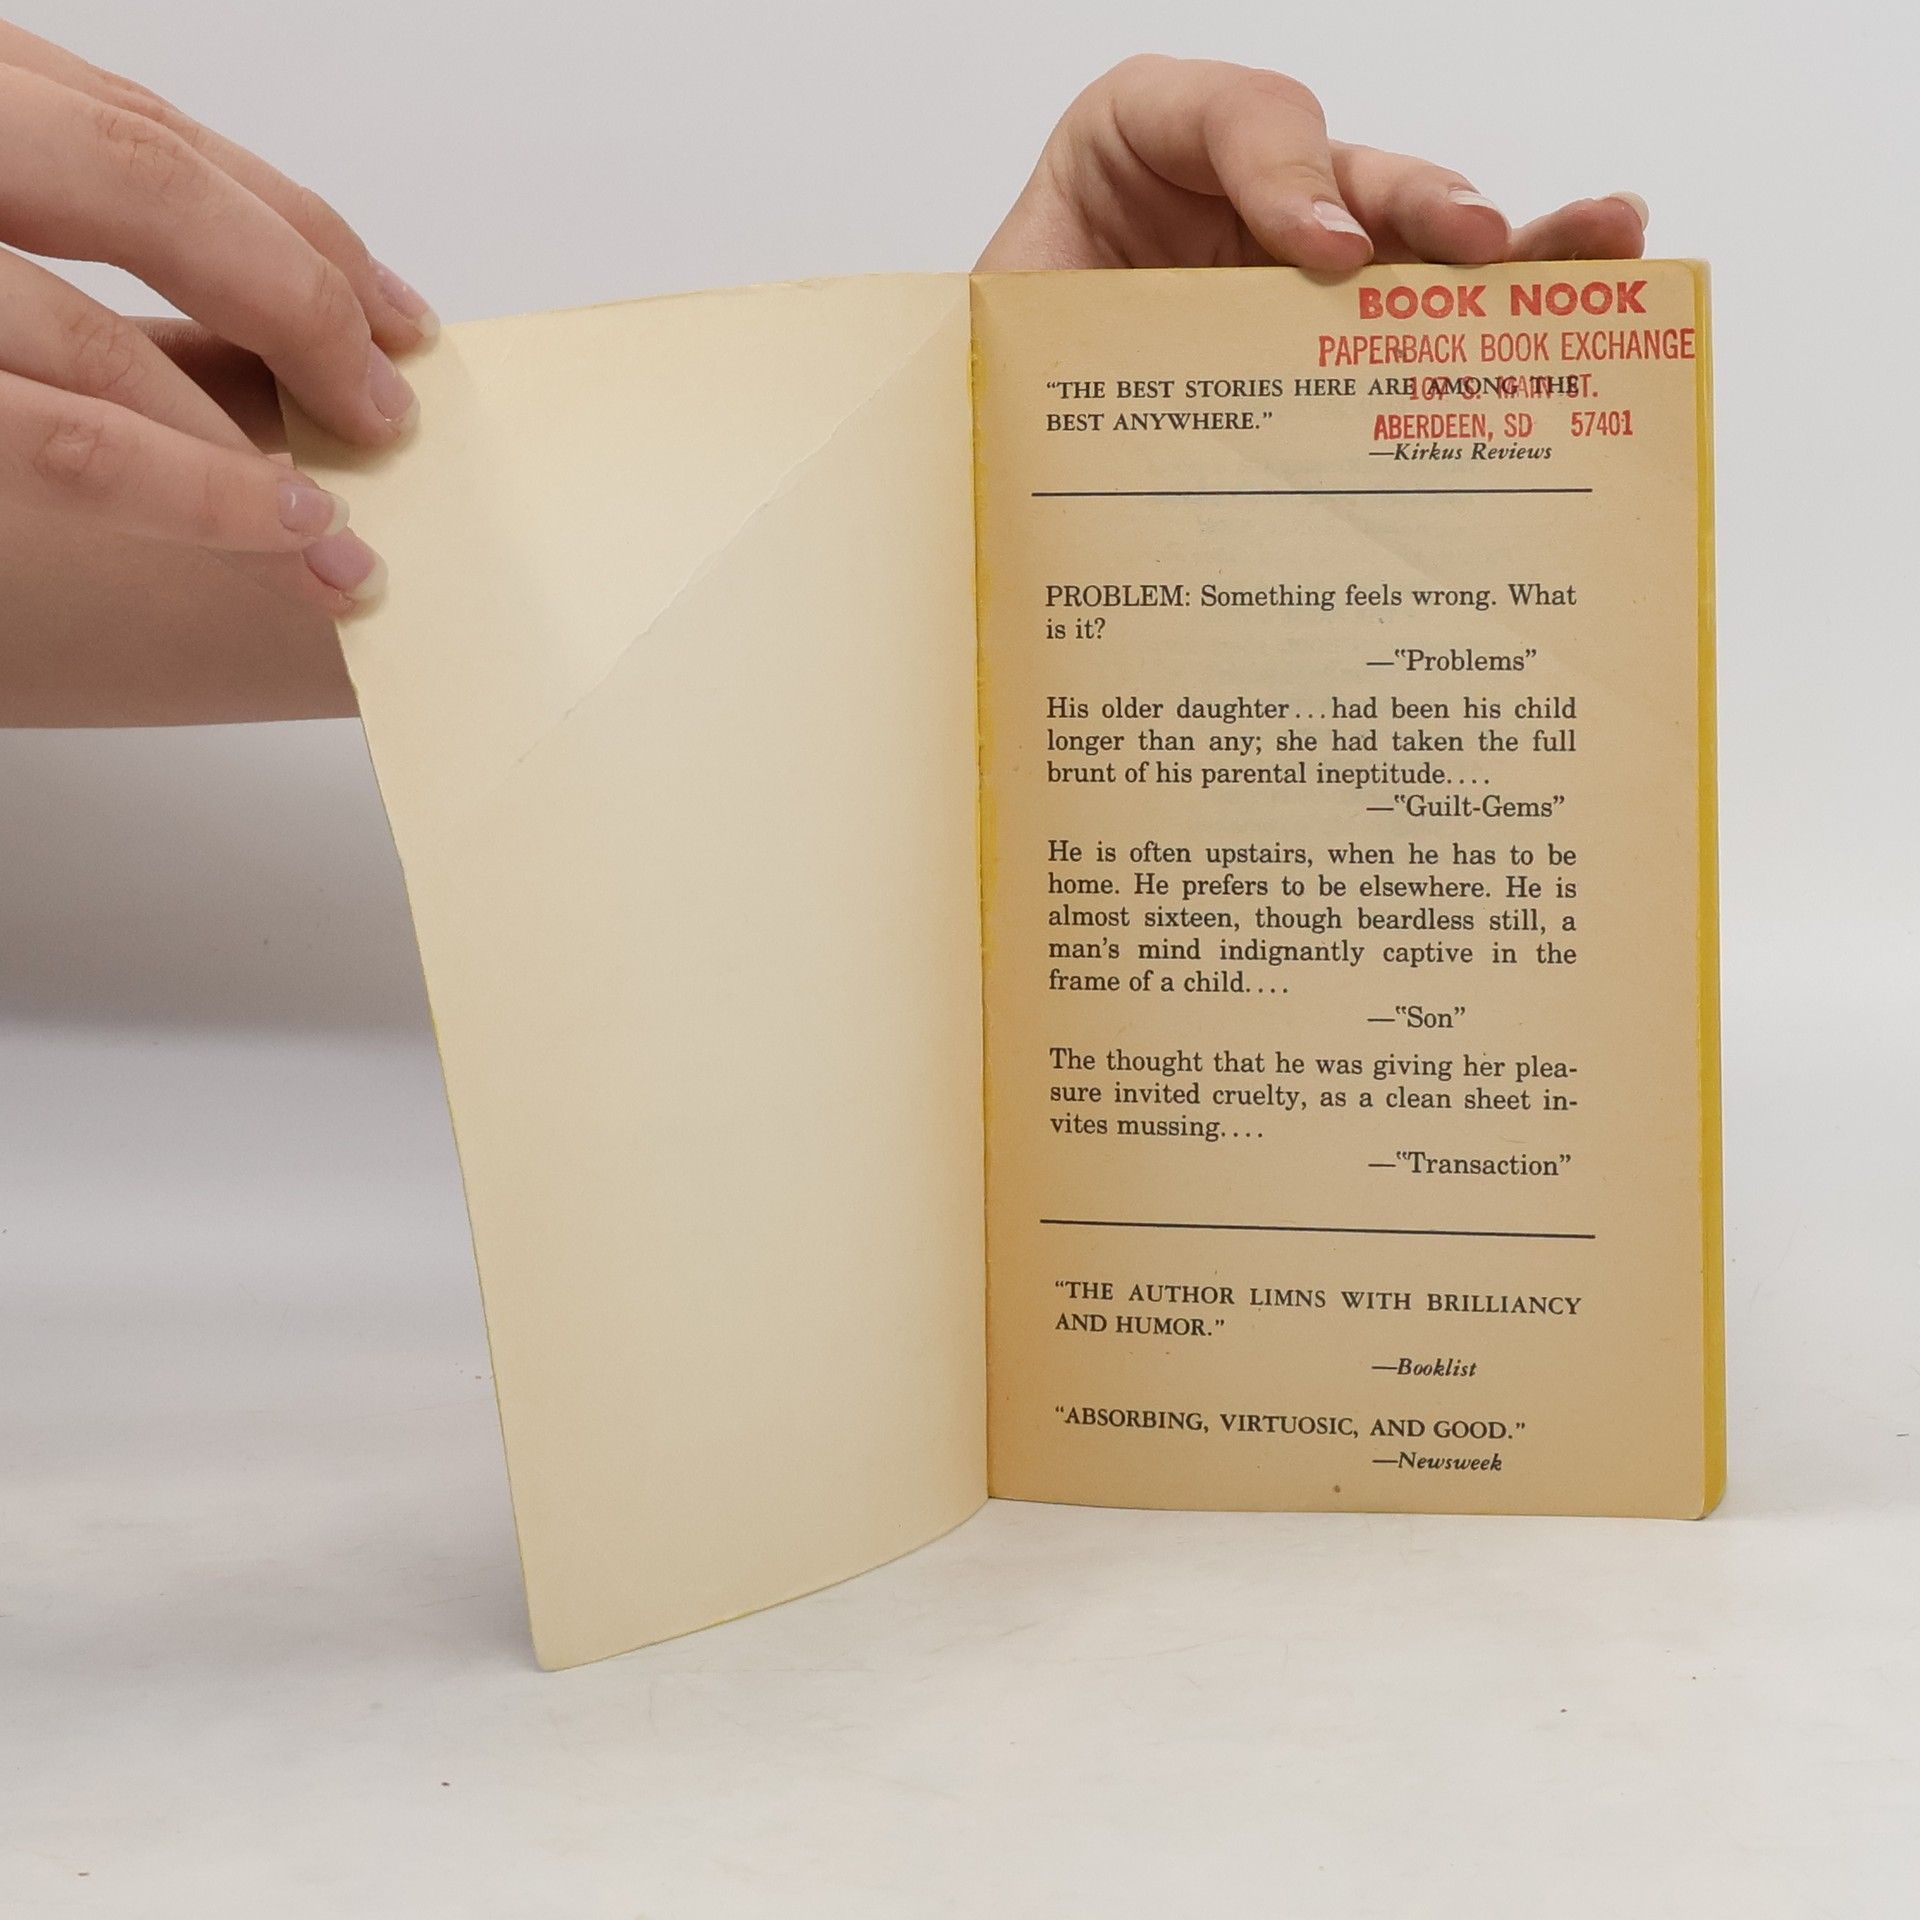 BOOK NOOK
PAPERBACK BOOK EXCHANGE
107 S. MAIN ST.
ABERDEEN, SD 57401
“THE BEST STORIES HERE ARE AMONG THE
BEST ANYWHERE.”
—Kirkus Reviews
PROBLEM: Something feels wrong. What
is it?
—“Problems”
His older daughter...had been his child
longer than any; she had taken the full
brunt of his parental ineptitude....
—“Guilt-Gems”
He is often upstairs, when he has to be
home. He prefers to be elsewhere. He is
almost sixteen, though beardless still, a
man’s mind indignantly captive in the
frame of a child....
—“Son”
The thought that he was giving her plea-
sure invited cruelty, as a clean sheet in-
vites mussing....
—“Transaction”
“THE AUTHOR LIMNS WITH BRILLIANCY
AND HUMOR.”
—Booklist
“ABSORBING, VIRTUOSIC, AND GOOD.”
—Newsweek